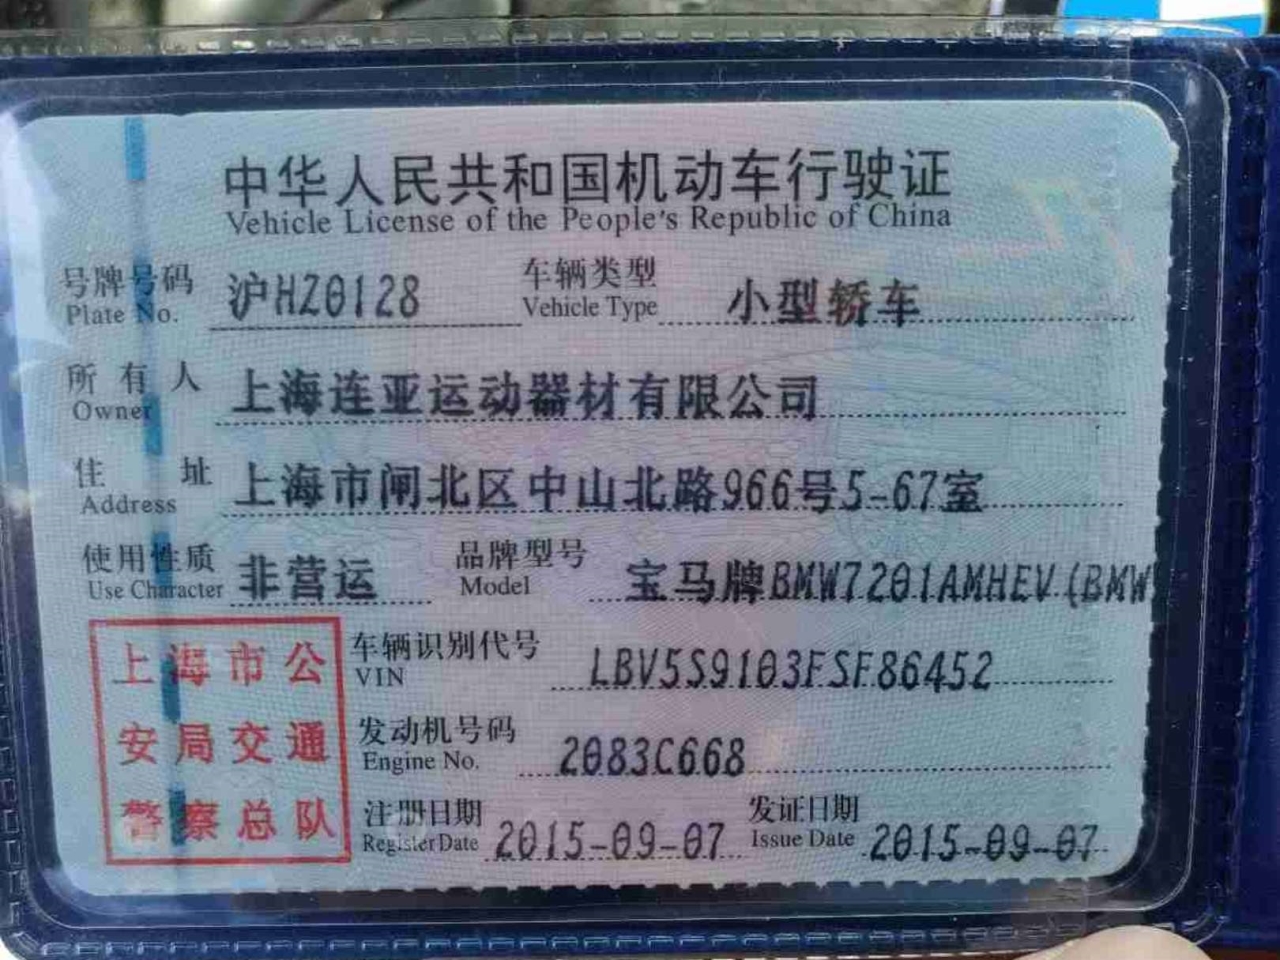 中华人民共和国机动车行驶证
Vehicle License of the People's Republic of China
号牌号码 沪HZ0128 车辆类型 小型轿车
Plate No. Vehicle Type
所有人 上海连亚运动器材有限公司
Owner
住址 上海市闸北区中山北路966号5-67室
Address
使用性质 非营运 品牌型号 宝马牌BMW7201AMHEV(BMW
Use Character Model
上海市公
安局交通
警察总队
车辆识别代号 LBV5S9103FSF86452
VIN
发动机号码 2083C668
Engine No.
注册日期 2015-09-07 发证日期 2015-09-07
Register Date Issue Date